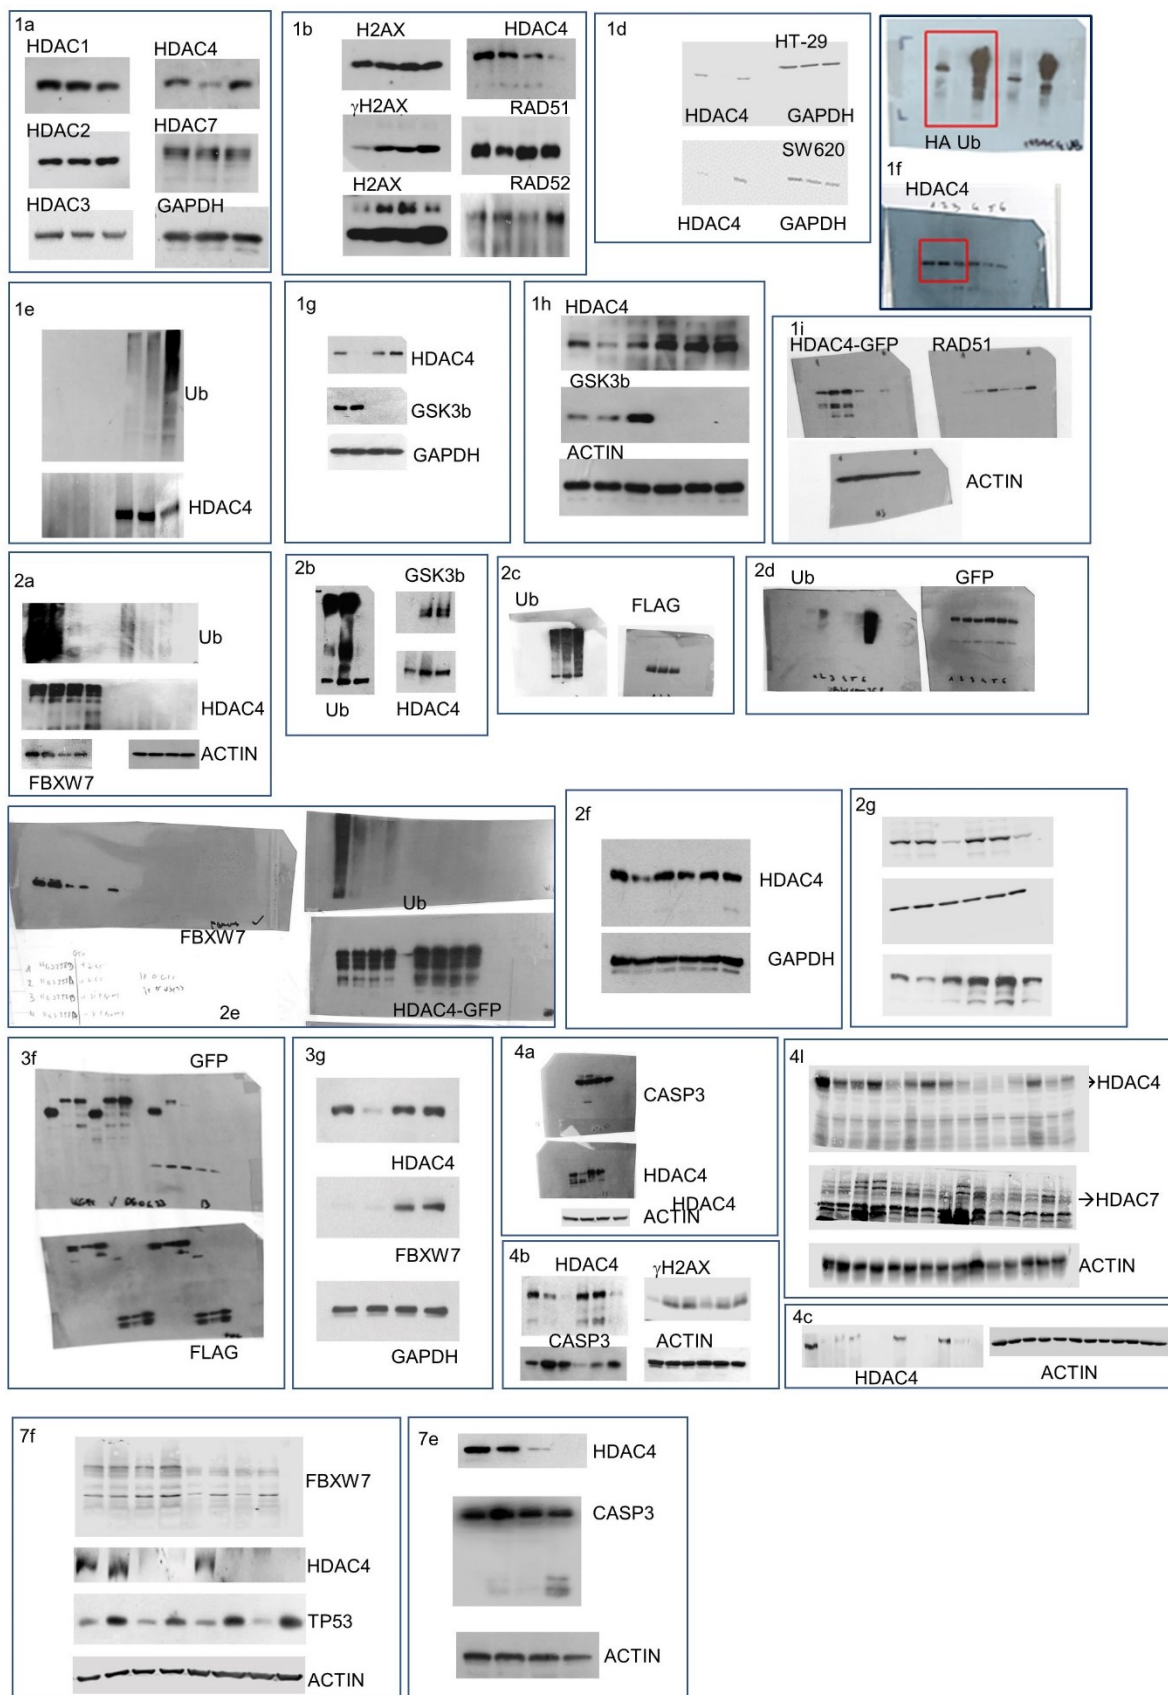 1a
HDAC1
HDAC4
HDAC2
HDAC7
HDAC3
GAPDH
1b
H2AX
HDAC4
γH2AX
RAD51
H2AX
RAD52
1d
HT-29
HDAC4
GAPDH
SW620
HDAC4
GAPDH
HA Ub
1f
HDAC4
1e
Ub
HDAC4
1g
HDAC4
GSK3b
GAPDH
1h
HDAC4
GSK3b
ACTIN
1i
HDAC4-GFP
RAD51
ACTIN
2a
Ub
HDAC4
ACTIN
FBXW7
2b
GSK3b
Ub
HDAC4
2c
Ub
FLAG
2d
Ub
GFP
FBXW7
2e
Ub
HDAC4-GFP
2f
HDAC4
GAPDH
2g
3f
GFP
FLAG
3g
HDAC4
FBXW7
GAPDH
4a
CASP3
HDAC4
HDAC4
ACTIN
4l
→HDAC4
→HDAC7
ACTIN
4b
HDAC4
γH2AX
CASP3
ACTIN
4c
HDAC4
ACTIN
7f
FBXW7
HDAC4
TP53
ACTIN
7e
HDAC4
CASP3
ACTIN